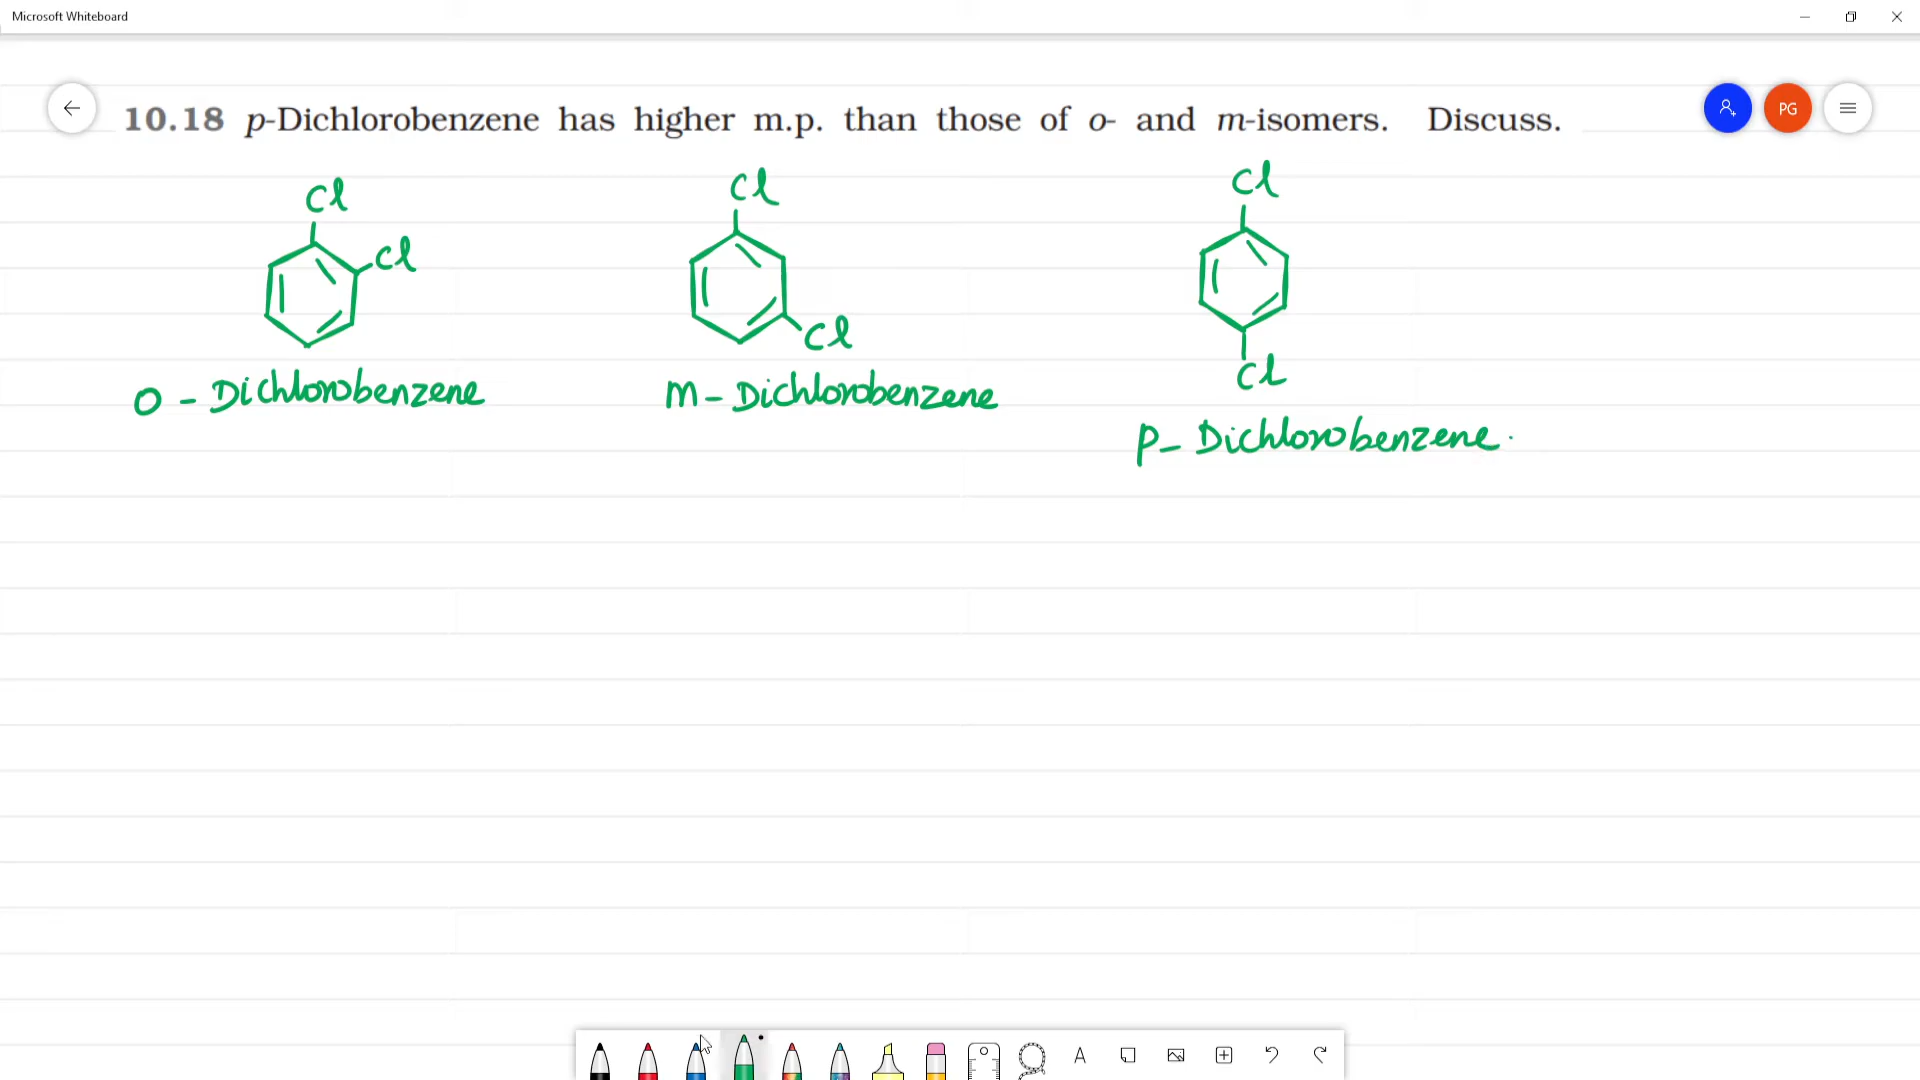 Microsoft Whiteboard
10.18 p-Dichlorobenzene has higher m.p. than those of o- and m-isomers. Discuss.
PG
Cl
Cl
Cl
Cl
Cl
Cl
O - Dichlorobenzene
m - Dichlorobenzene
p - Dichlorobenzene.
A